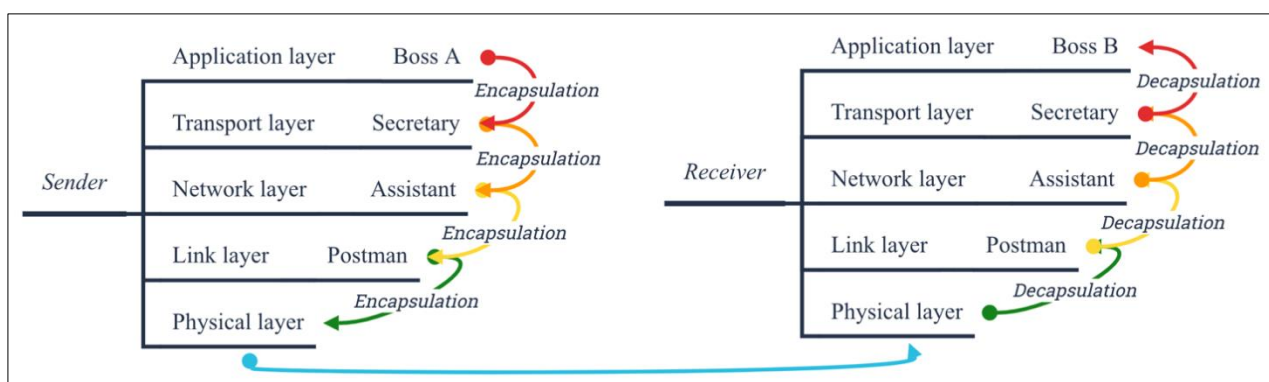 Sender
Application layer Boss A
Encapsulation
Transport layer Secretary
Encapsulation
Network layer Assistant
Encapsulation
Link layer Postman
Encapsulation
Physical layer
Receiver
Application layer Boss B
Decapsulation
Transport layer Secretary
Decapsulation
Network layer Assistant
Decapsulation
Link layer Postman
Decapsulation
Physical layer